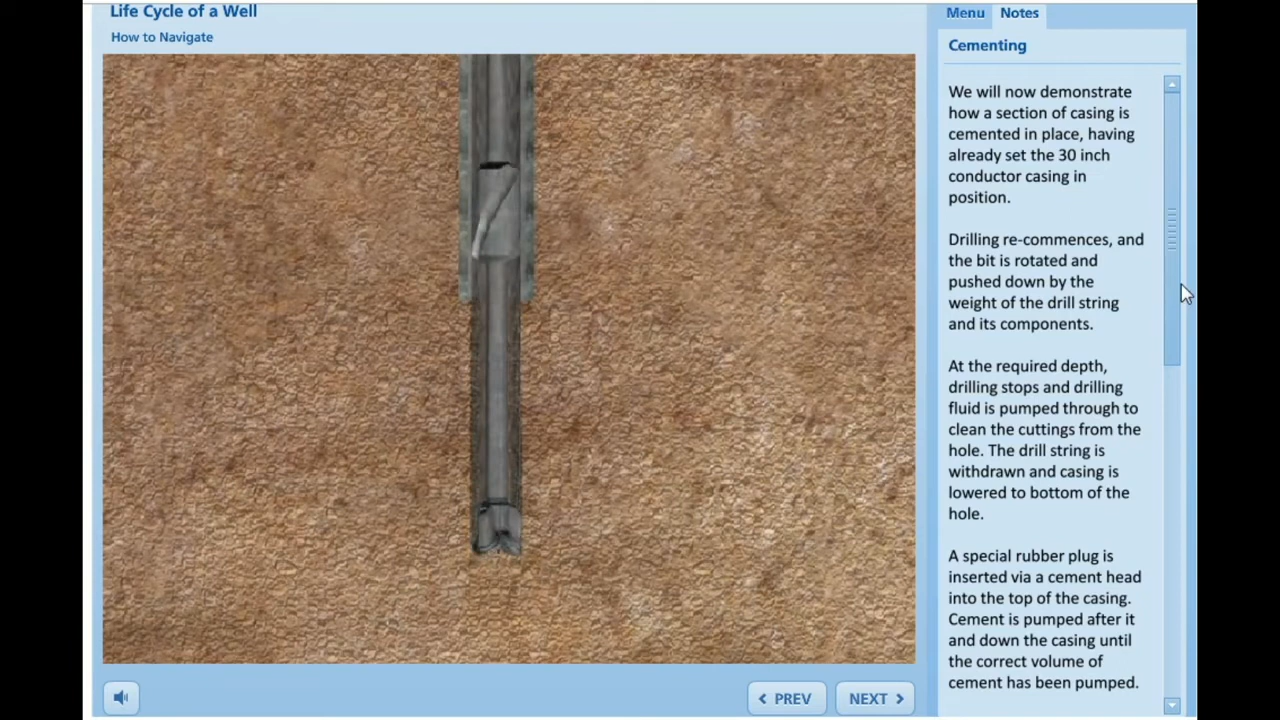 Life Cycle of a Well
How to Navigate
Menu Notes
Cementing
We will now demonstrate
how a section of casing is
cemented in place, having
already set the 30 inch
conductor casing in
position.
Drilling re-commences, and
the bit is rotated and
pushed down by the
weight of the drill string
and its components.
At the required depth,
drilling stops and drilling
fluid is pumped through to
clean the cuttings from the
hole. The drill string is
withdrawn and casing is
lowered to bottom of the
hole.
A special rubber plug is
inserted via a cement head
into the top of the casing.
Cement is pumped after it
and down the casing until
the correct volume of
cement has been pumped.
PREV NEXT